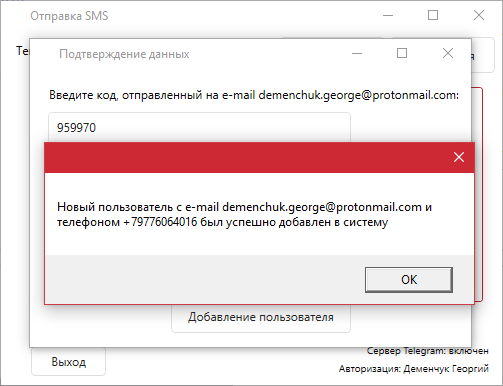 Отправка SMS
Те
я
Подтверждение данных
Введите код, отправленный на e-mail demenchuk.george@protonmail.com:
959970
Новый пользователь с e-mail demenchuk.george@protonmail.com и
телефоном +79776064016 был успешно добавлен в систему
OK
Добавление пользователя
Сервер Telegram: включен
Выход
Авторизация: Деменчук Георгий